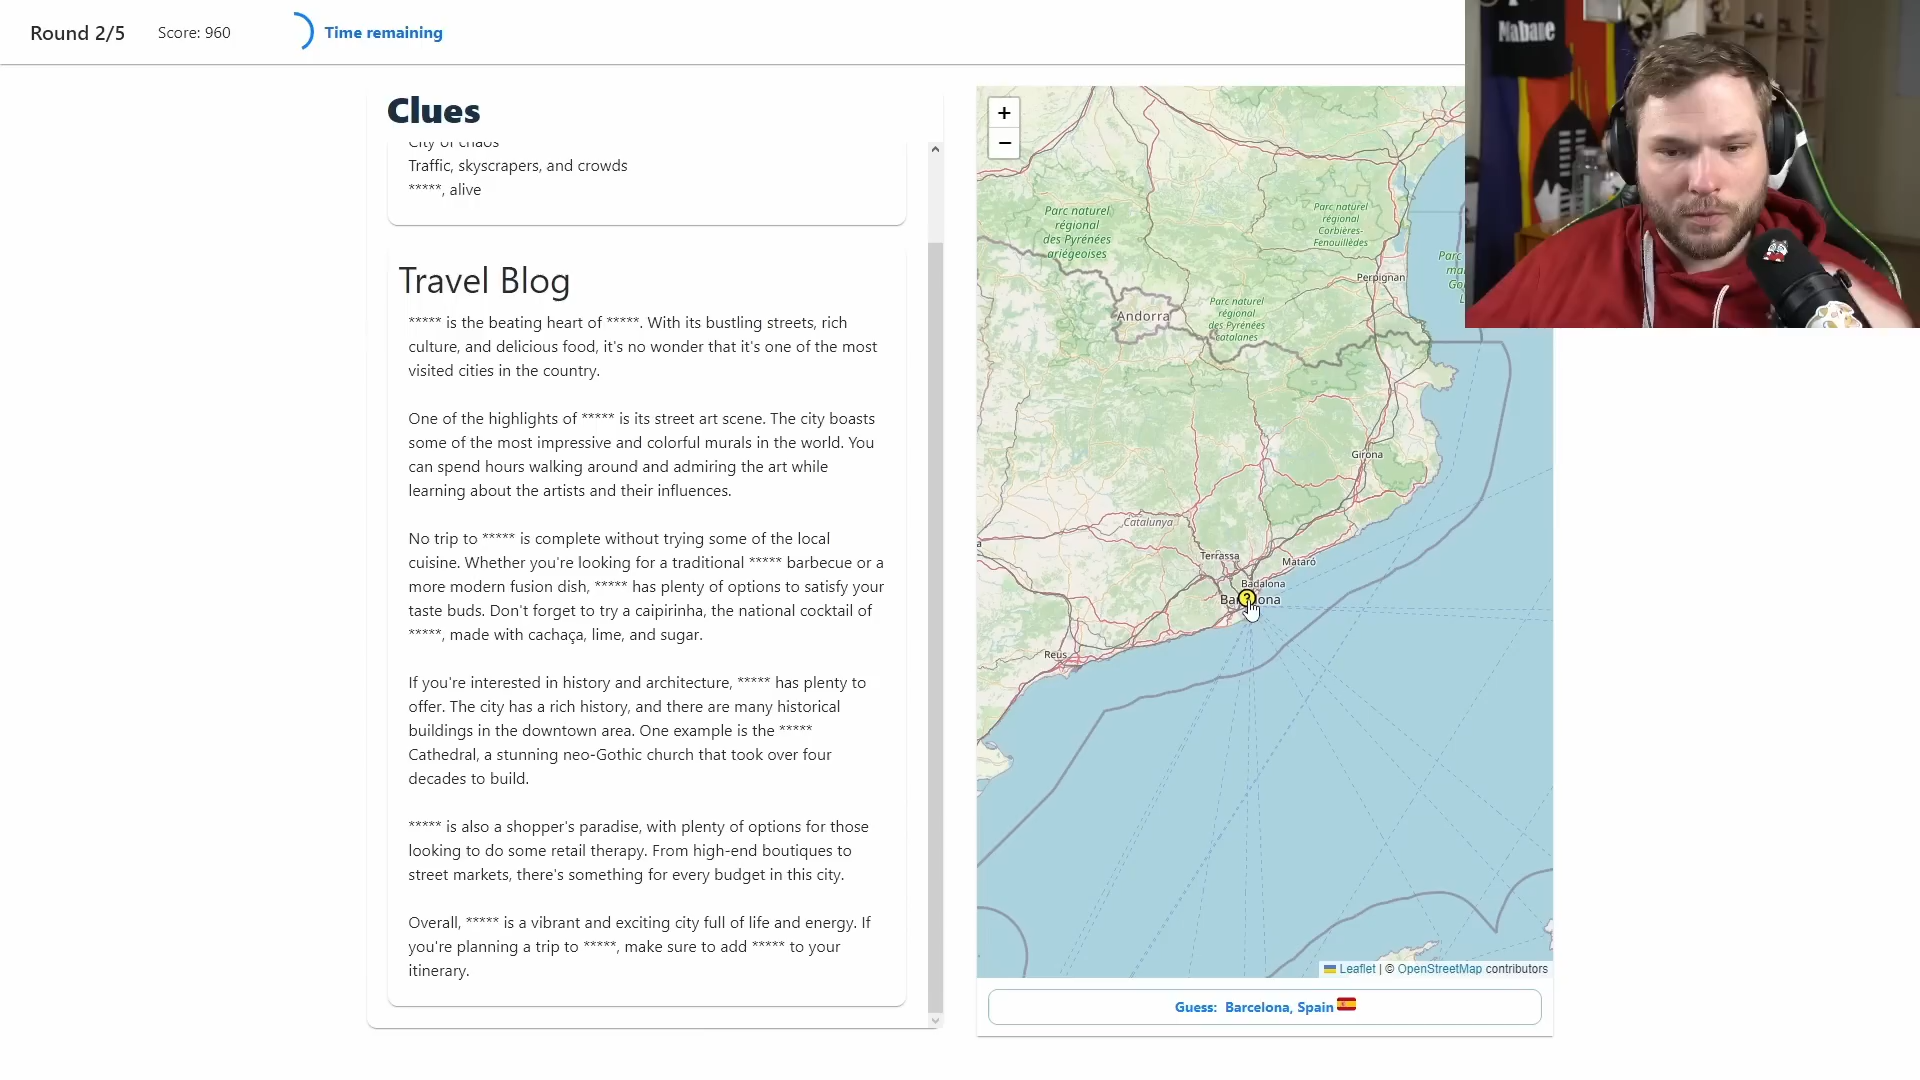 Round 2/5
Score: 960
Time remaining
Mabane
Clues
City of chaos
Traffic, skyscrapers, and crowds
*****, alive
Travel Blog
***** is the beating heart of *****. With its bustling streets, rich
culture, and delicious food, it's no wonder that it's one of the most
visited cities in the country.
One of the highlights of ***** is its street art scene. The city boasts
some of the most impressive and colorful murals in the world. You
can spend hours walking around and admiring the art while
learning about the artists and their influences.
No trip to ***** is complete without trying some of the local
cuisine. Whether you're looking for a traditional ***** barbecue or a
more modern fusion dish, ***** has plenty of options to satisfy your
taste buds. Don't forget to try a caipirinha, the national cocktail of
*****, made with cachaça, lime, and sugar.
If you're interested in history and architecture, ***** has plenty to
offer. The city has a rich history, and there are many historical
buildings in the downtown area. One example is the *****
Cathedral, a stunning neo-Gothic church that took over four
decades to build.
***** is also a shopper's paradise, with plenty of options for those
looking to do some retail therapy. From high-end boutiques to
street markets, there's something for every budget in this city.
Overall, ***** is a vibrant and exciting city full of life and energy. If
you're planning a trip to *****, make sure to add ***** to your
itinerary.
+
−
Parc naturel
régional
des Pyrénées
ariégeoises
Parc naturel
régional
Corbières-
Fenouillèdes
Parc
Perpignan
Andorra
Parc naturel
régional
des Pyrénées
catalanes
Girona
Catalunya
Terrassa
Mataró
Badalona
?
Reus
Leaflet | © OpenStreetMap contributors
Guess: Barcelona, Spain